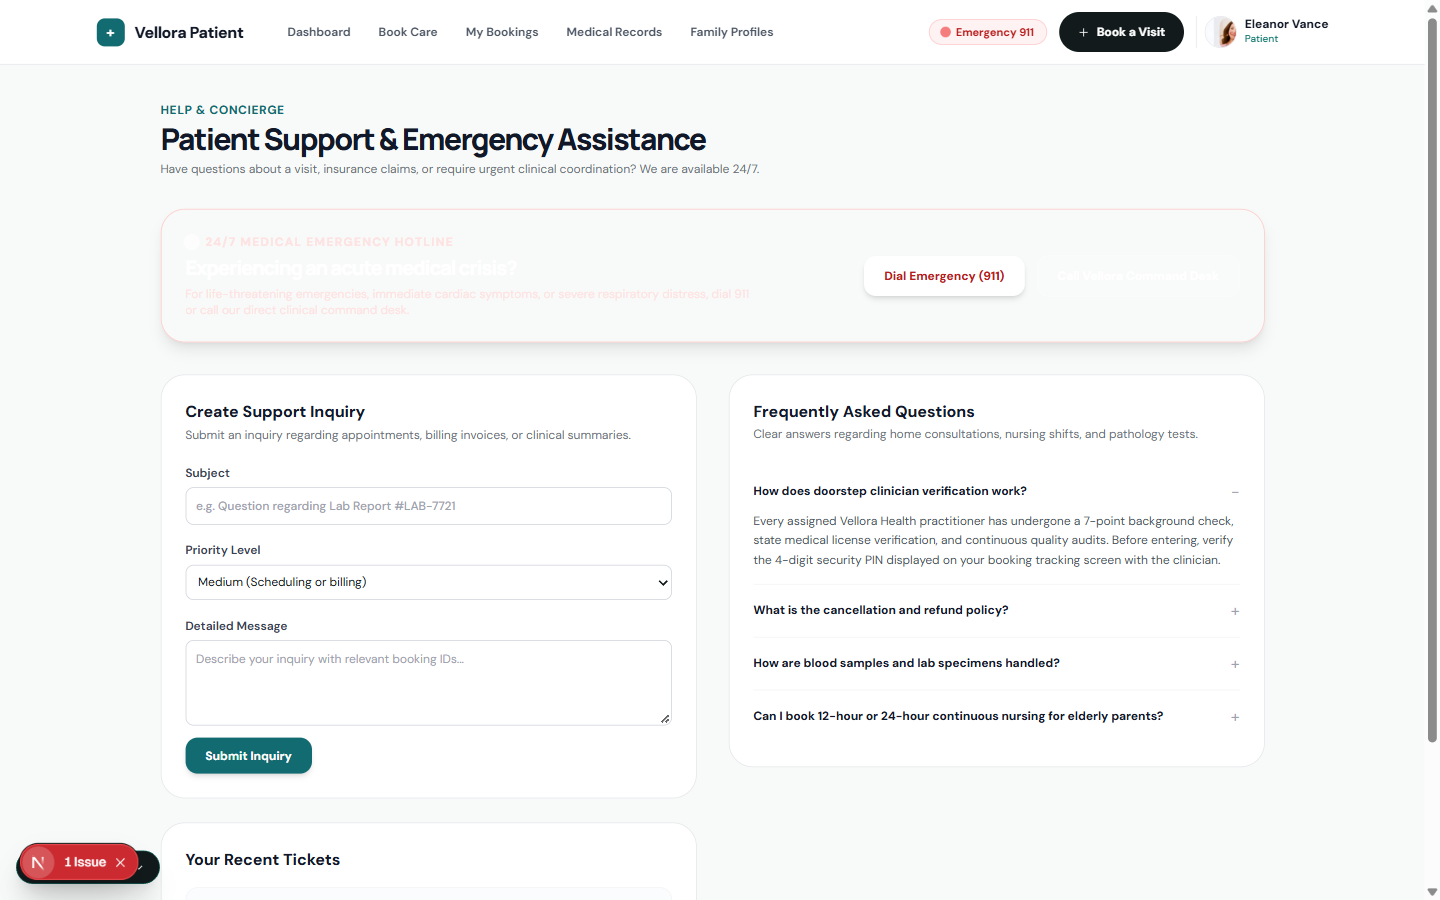 Vellora Patient
Dashboard
Book Care
My Bookings
Medical Records
Family Profiles
Emergency 911
+ Book a Visit
Eleanor Vance
Patient
HELP & CONCIERGE
Patient Support & Emergency Assistance
Have questions about a visit, insurance claims, or require urgent clinical coordination? We are available 24/7.
24/7 MEDICAL EMERGENCY HOTLINE
Experiencing an acute medical crisis?
For life-threatening emergencies, immediate cardiac symptoms, or severe respiratory distress, dial 911
or call our direct clinical command desk.
Dial Emergency (911)
Call Vellora Command Desk
Create Support Inquiry
Submit an inquiry regarding appointments, billing invoices, or clinical summaries.
Subject
e.g. Question regarding Lab Report #LAB-7721
Priority Level
Medium (Scheduling or billing)
Detailed Message
Describe your inquiry with relevant booking IDs...
Submit Inquiry
Frequently Asked Questions
Clear answers regarding home consultations, nursing shifts, and pathology tests.
How does doorstep clinician verification work?
Every assigned Vellora Health practitioner has undergone a 7-point background check,
state medical license verification, and continuous quality audits. Before entering, verify
the 4-digit security PIN displayed on your booking tracking screen with the clinician.
What is the cancellation and refund policy?
How are blood samples and lab specimens handled?
Can I book 12-hour or 24-hour continuous nursing for elderly parents?
Your Recent Tickets
N 1 Issue